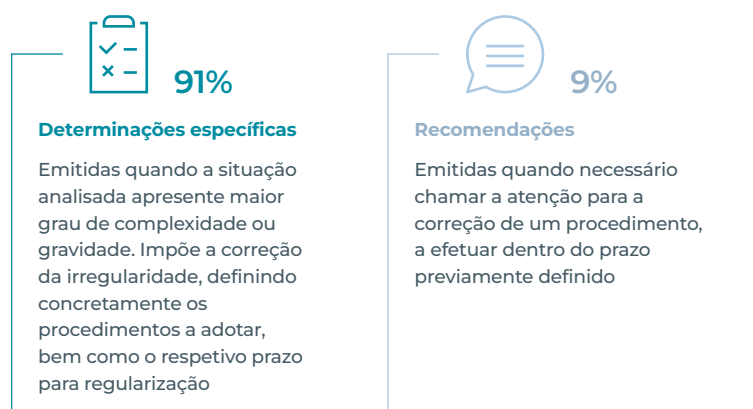 91%
Determinações específicas
Emitidas quando a situação
analisada apresente maior
grau de complexidade ou
gravidade. Impõe a correção
da irregularidade, definindo
concretamente os
procedimentos a adotar,
bem como o respetivo prazo
para regularização
9%
Recomendações
Emitidas quando necessário
chamar a atenção para a
correção de um procedimento,
a efetuar dentro do prazo
previamente definido